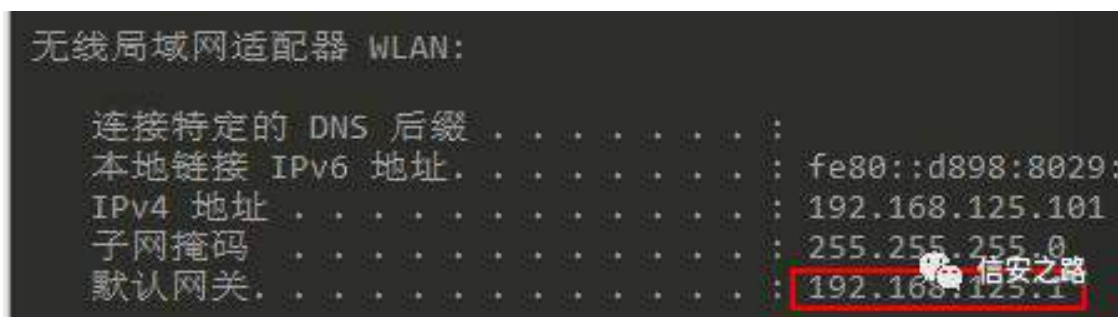 无线局域网适配器 WLAN:
连接特定的 DNS 后缀 . . . . . . . :
本地链接 IPv6 地址. . . . . . . . : fe80::d898:8029:
IPv4 地址 . . . . . . . . . . . . : 192.168.125.101
子网掩码 . . . . . . . . . . . . : 255.255.255.0
信安之路
默认网关. . . . . . . . . . . . . : 192.168.125.1